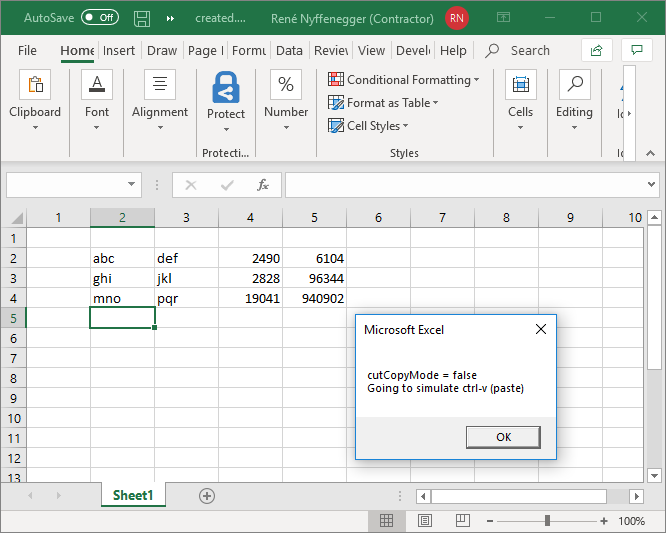 AutoSave Off created.... René Nyffenegger (Contractor) RN
File Home Insert Draw Page l Formu Data Review View Develo Help Search
Clipboard Font Alignment Protect Number Conditional Formatting Format as Table Cell Styles Cells Editing
Protecti... Styles
fx
1 2 3 4 5 6 7 8 9 10
1
2 abc def 2490 6104
3 ghi jkl 2828 96344
4 mno pqr 19041 940902
5
6
7
8
9
10
11
12
13
Microsoft Excel
cutCopyMode = false
Going to simulate ctrl-v (paste)
OK
Sheet1
100%